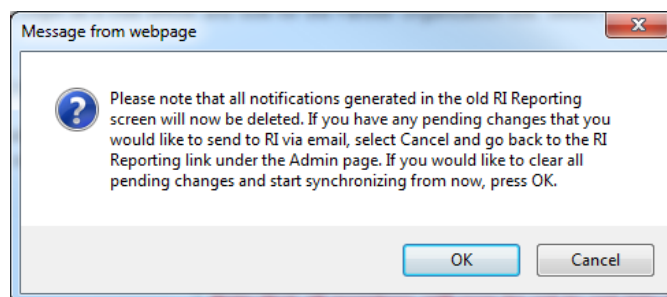 Message from webpage
Please note that all notifications generated in the old RI Reporting
screen will now be deleted. If you have any pending changes that you
would like to send to RI via email, select Cancel and go back to the RI
Reporting link under the Admin page. If you would like to clear all
pending changes and start synchronizing from now, press OK.
OK
Cancel